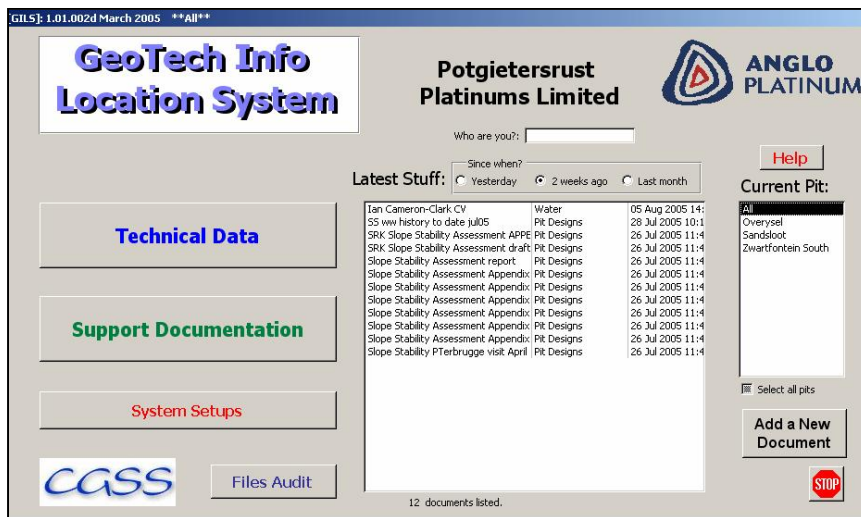 [GILS]: 1.01.002d March 2005 **All**
GeoTech Info
Location System
Potgietersrust
Platinums Limited
ANGLO
PLATINUM
Who are you?:
Since when?
Latest Stuff:
Yesterday
2 weeks ago
Last month
Help
Current Pit:
Technical Data
Support Documentation
System Setups
CGSS
Files Audit
Ian Cameron-Clark CV Water 05 Aug 2005 14:
SS ww history to date jul05 Pit Designs 28 Jul 2005 10:1
SRK Slope Stability Assessment APPE Pit Designs 26 Jul 2005 11:4
SRK Slope Stability Assessment draft Pit Designs 26 Jul 2005 11:4
Slope Stability Assessment report Pit Designs 26 Jul 2005 11:4
Slope Stability Assessment Appendix Pit Designs 26 Jul 2005 11:4
Slope Stability Assessment Appendix Pit Designs 26 Jul 2005 11:4
Slope Stability Assessment Appendix Pit Designs 26 Jul 2005 11:4
Slope Stability Assessment Appendix Pit Designs 26 Jul 2005 11:4
Slope Stability Assessment Appendix Pit Designs 26 Jul 2005 11:4
Slope Stability Assessment Appendix Pit Designs 26 Jul 2005 11:4
Slope Stability PTerbrugge visit April Pit Designs 26 Jul 2005 11:4
12 documents listed.
All
Overysel
Sandsloot
Zwartfontein South
Select all pits
Add a New
Document
STOP